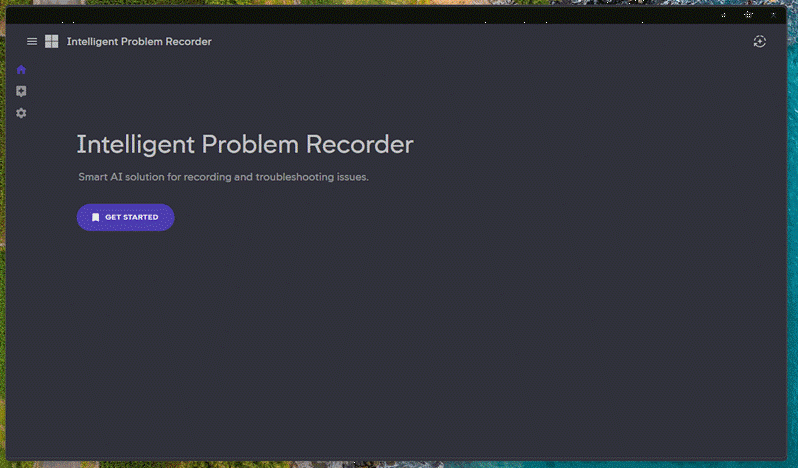 Intelligent Problem Recorder
Intelligent Problem Recorder
Smart AI solution for recording and troubleshooting issues.
GET STARTED